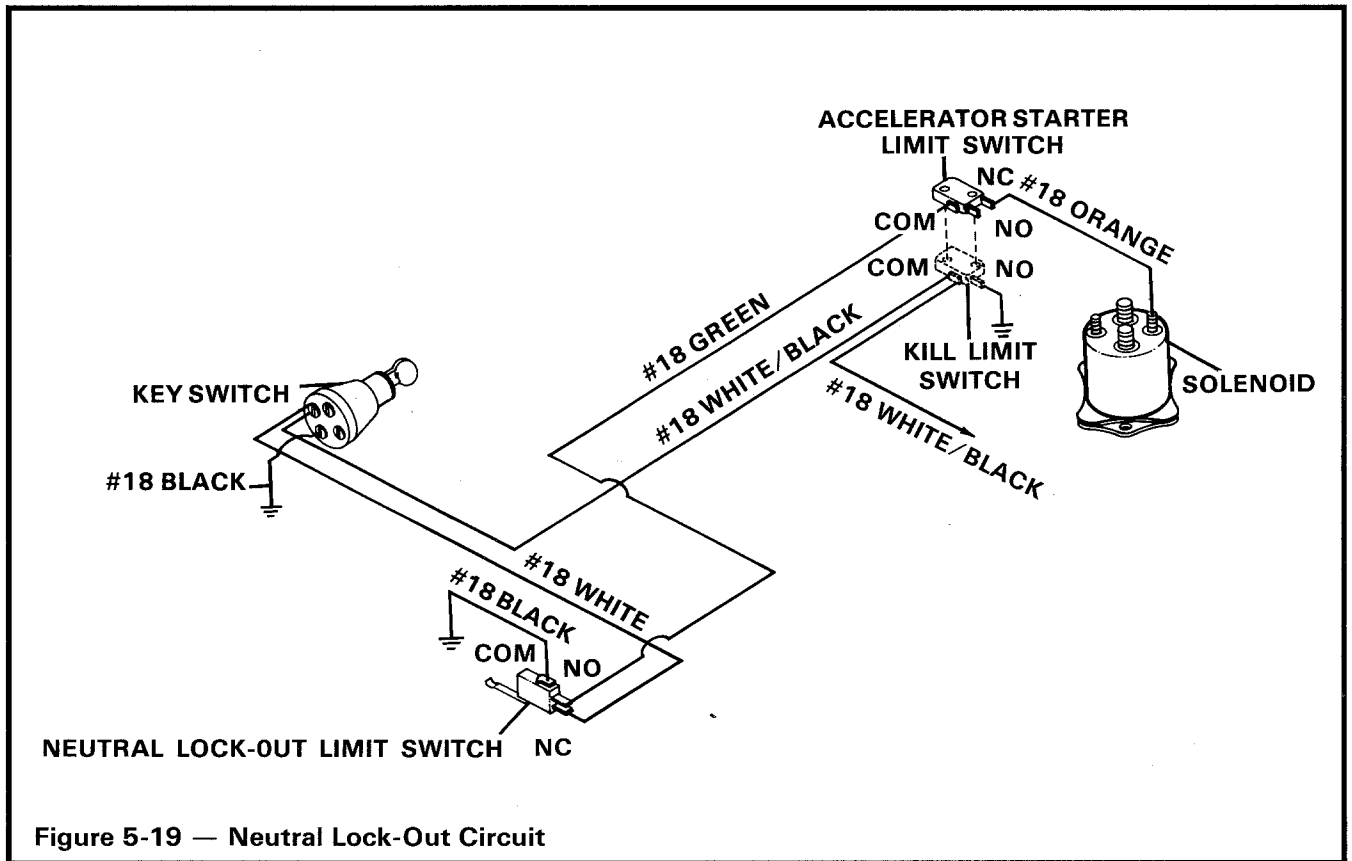 ACCELERATOR STARTER
LIMIT SWITCH
NC
#18 ORANGE
COM
NO
COM
NO
#18 GREEN
#18 WHITE/BLACK
KILL LIMIT
SWITCH
SOLENOID
KEY SWITCH
#18 WHITE/BLACK
#18 BLACK
#18 WHITE
#18 BLACK
COM
NO
NEUTRAL LOCK-OUT LIMIT SWITCH
NC
Figure 5-19 — Neutral Lock-Out Circuit